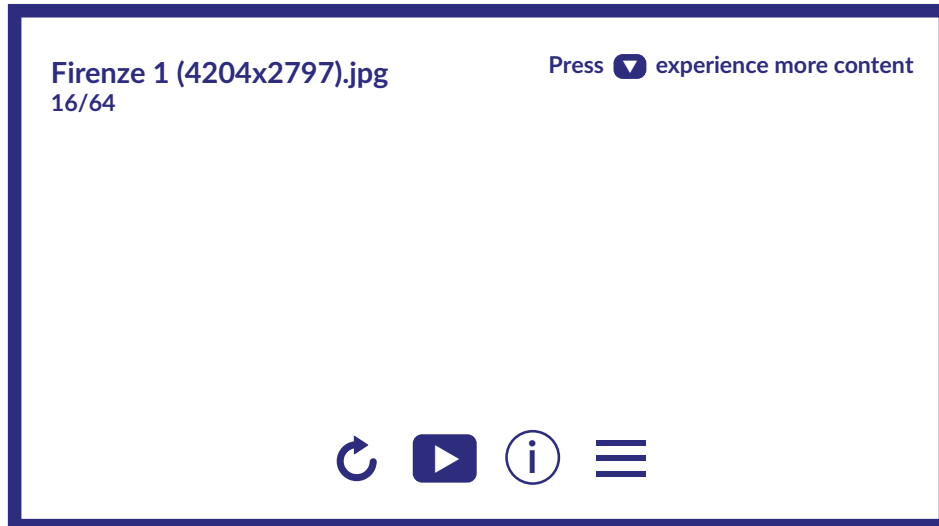 Firenze 1 (4204x2797).jpg
16/64
Press ▼ experience more content
i